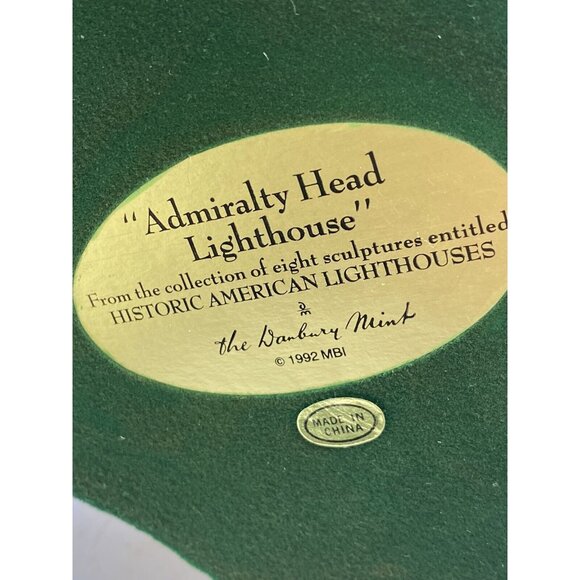 "Admiralty Head
Lighthouse"
From the collection of eight sculptures entitled
HISTORIC AMERICAN LIGHTHOUSES
DM
the Danbury Mint
© 1992 MBI
MADE IN
CHINA